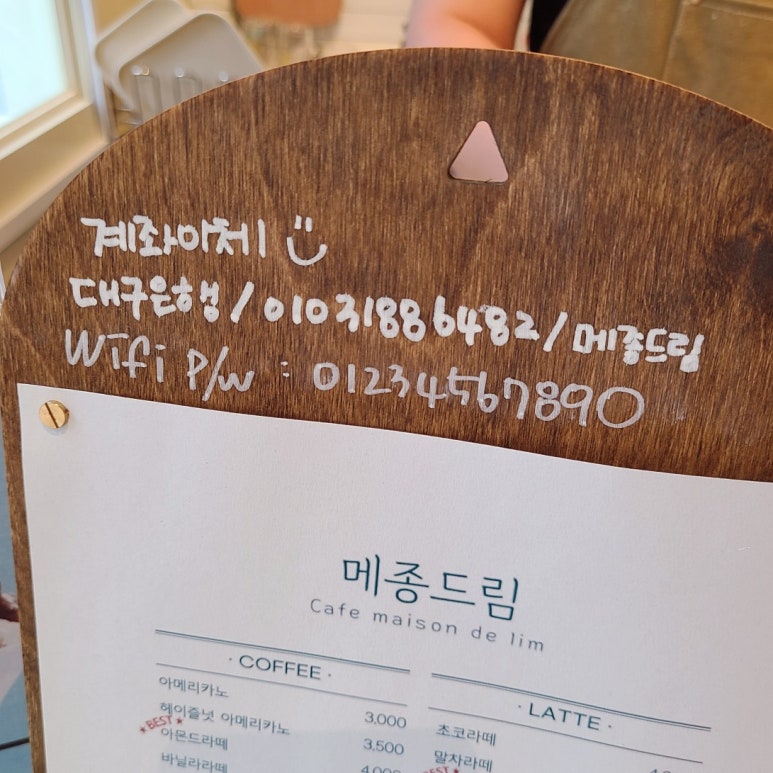 계좌이체
대구은행/01031886482/메종드림
Wifi P/w : 01234567890
메종드림
Cafe maison de lim
· COFFEE ·
아메리카노 3,000
헤이즐넛 아메리카노 3,500
★BEST★
아몬드라떼 4,000
바닐라라떼
· LATTE ·
초코라떼
말차라떼
BEST